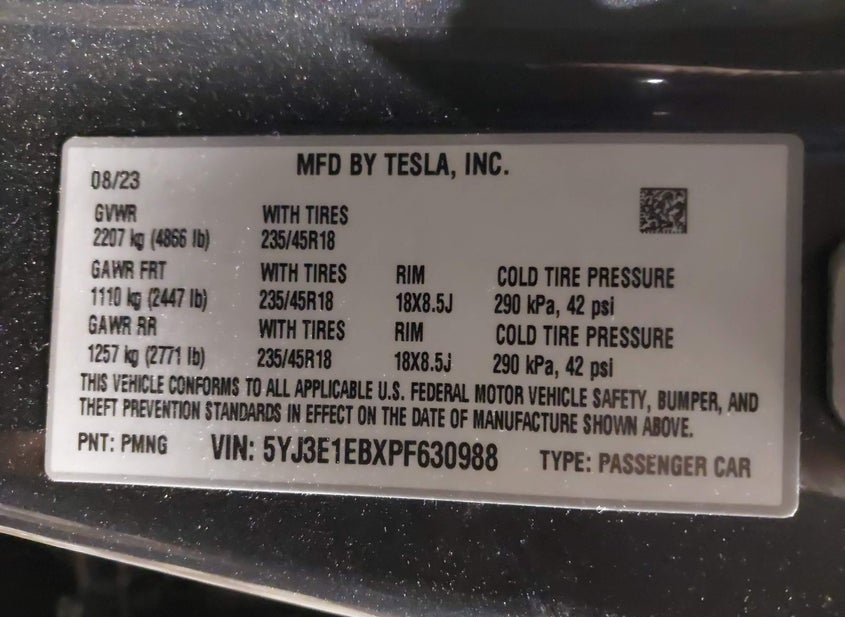 MFD BY TESLA, INC.
08/23
GVWR WITH TIRES
2207 kg (4866 lb) 235/45R18
GAWR FRT WITH TIRES RIM COLD TIRE PRESSURE
1110 kg (2447 lb) 235/45R18 18X8.5J 290 kPa, 42 psi
GAWR RR WITH TIRES RIM COLD TIRE PRESSURE
1257 kg (2771 lb) 235/45R18 18X8.5J 290 kPa, 42 psi
THIS VEHICLE CONFORMS TO ALL APPLICABLE U.S. FEDERAL MOTOR VEHICLE SAFETY, BUMPER, AND
THEFT PREVENTION STANDARDS IN EFFECT ON THE DATE OF MANUFACTURE SHOWN ABOVE.
PNT: PMNG VIN: 5YJ3E1EBXPF630988 TYPE: PASSENGER CAR